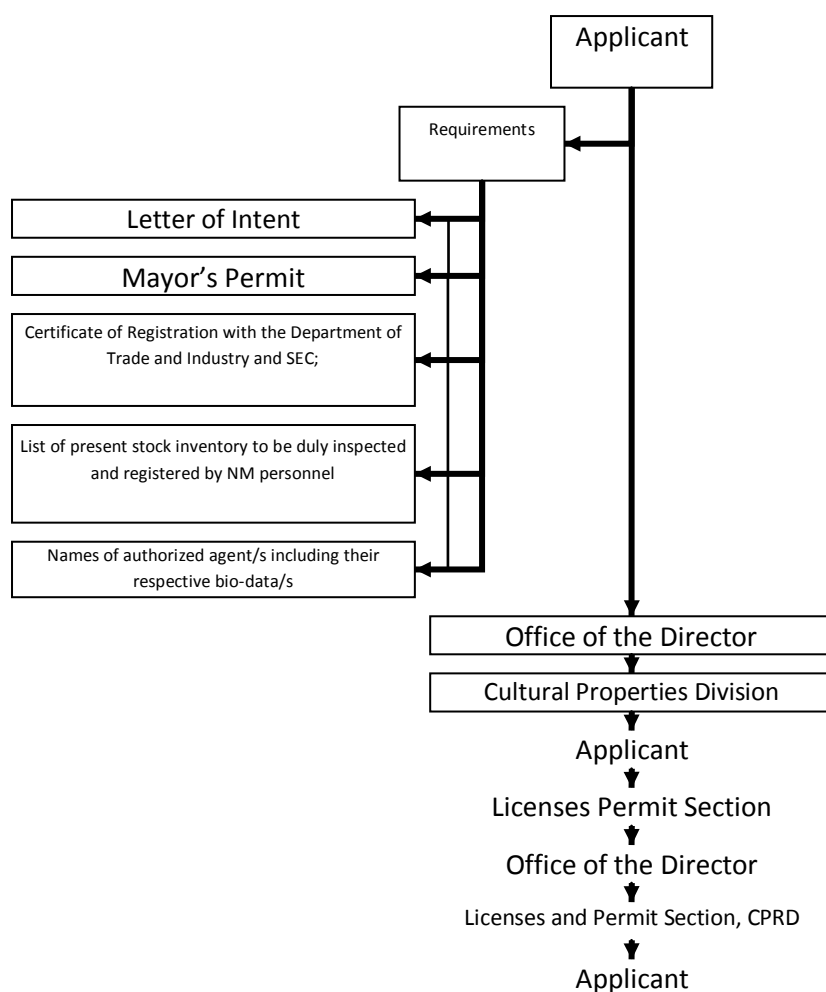 Applicant
Requirements
Letter of Intent
Mayor's Permit
Certificate of Registration with the Department of
Trade and Industry and SEC;
List of present stock inventory to be duly inspected
and registered by NM personnel
Names of authorized agent/s including their
respective bio-data/s
Office of the Director
Cultural Properties Division
Applicant
Licenses Permit Section
Office of the Director
Licenses and Permit Section, CPRD
Applicant